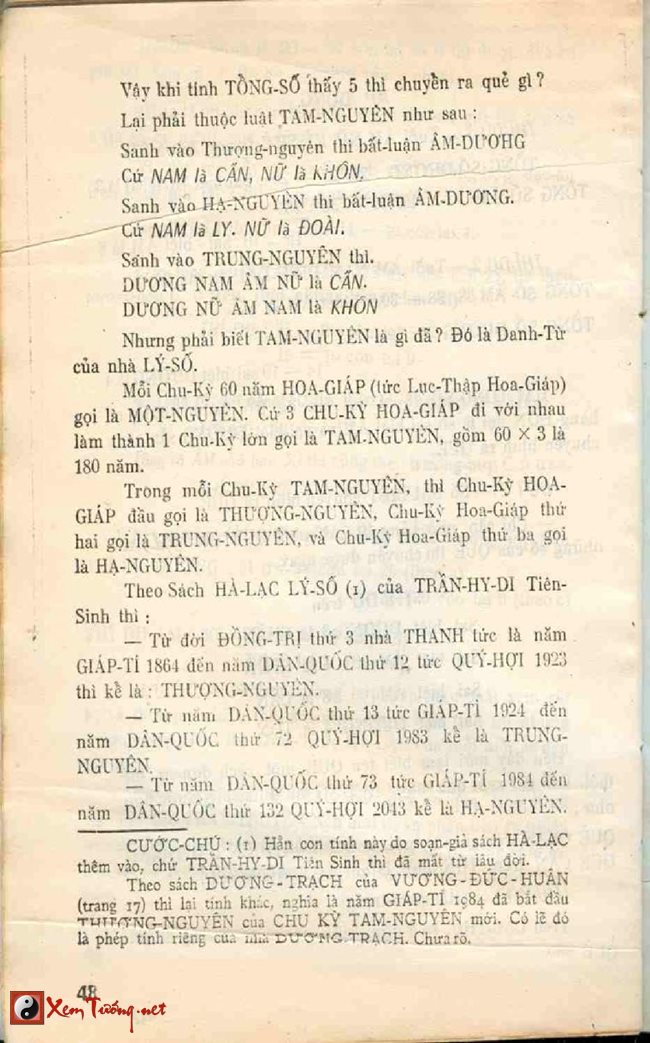 Vậy khi tính TỔNG-SỐ thấy 5 thì chuyển ra quẻ gì ?
Lại phải thuộc luật TAM-NGUYÊN như sau :
Sanh vào Thượng-nguyên thì bất-luận ÂM-DƯƠNG
Cứ NAM là CẤN, NỮ là KHÔN.
Sanh vào HẠ-NGUYÊN thì bất-luận ÂM-DƯƠNG.
Cứ NAM là LY. NỮ là ĐOÀI.
Sanh vào TRUNG-NGUYÊN thì.
DƯƠNG NAM ÂM NỮ là CẤN.
DƯƠNG NỮ ÂM NAM là KHÔN
Nhưng phải biết TAM-NGUYÊN là gì đã ? Đó là Danh-Từ
của nhà LÝ-SỐ.
Mỗi Chu-Kỳ 60 năm HOA-GIÁP (tức Lục-Thập Hoa-Giáp)
gọi là MỘT-NGUYÊN. Cứ 3 CHU-KỲ HOA-GIÁP đi với nhau
làm thành 1 Chu-Kỳ lớn gọi là TAM-NGUYÊN, gồm 60 × 3 là
180 năm.
Trong mỗi Chu-Kỳ TAM-NGUYÊN, thì Chu-Kỳ HOA-
GIÁP đầu gọi là THƯỢNG-NGUYÊN, Chu-Kỳ Hoa-Giáp thứ
hai gọi là TRUNG-NGUYÊN, và Chu-Kỳ Hoa-Giáp thứ ba gọi
là HẠ-NGUYÊN.
Theo Sách HÀ-LẠC LÝ-SỐ (1) của TRẦN-HY-DI Tiên-
Sinh thì :
— Từ đời ĐỒNG-TRỊ thứ 3 nhà THANH tức là năm
GIÁP-TÍ 1864 đến năm DÂN-QUỐC thứ 12 tức QUÝ-HỢI 1923
thì kể là : THƯỢNG-NGUYÊN.
— Từ năm DÂN-QUỐC thứ 13 tức GIÁP-TÍ 1924 đến
năm DÂN-QUỐC thứ 72 QUÝ-HỢI 1983 kể là TRUNG-
NGUYÊN.
— Từ năm DÂN-QUỐC thứ 73 tức GIÁP-TÍ 1984 đến
năm DÂN-QUỐC thứ 132 QUÝ-HỢI 2043 kể là HẠ-NGUYÊN.
CƯỚC-CHÚ : (1) Hẳn con tính này do soạn-giả sách HÀ-LẠC
thêm vào, chứ TRẦN-HY-DI Tiên Sinh thì đã mất từ lâu đời.
Theo sách DƯƠNG-TRẠCH của VƯƠNG-ĐỨC-HUÂN
(trang 17) thì lại tính khác, nghĩa là năm GIÁP-TÍ 1984 đã bắt đầu
THƯỢNG-NGUYÊN của CHU KỲ TAM-NGUYÊN mới. Có lẽ đó
là phép tính riêng của nhà DƯƠNG-TRẠCH. Chưa rõ.
48
XemTướng.net